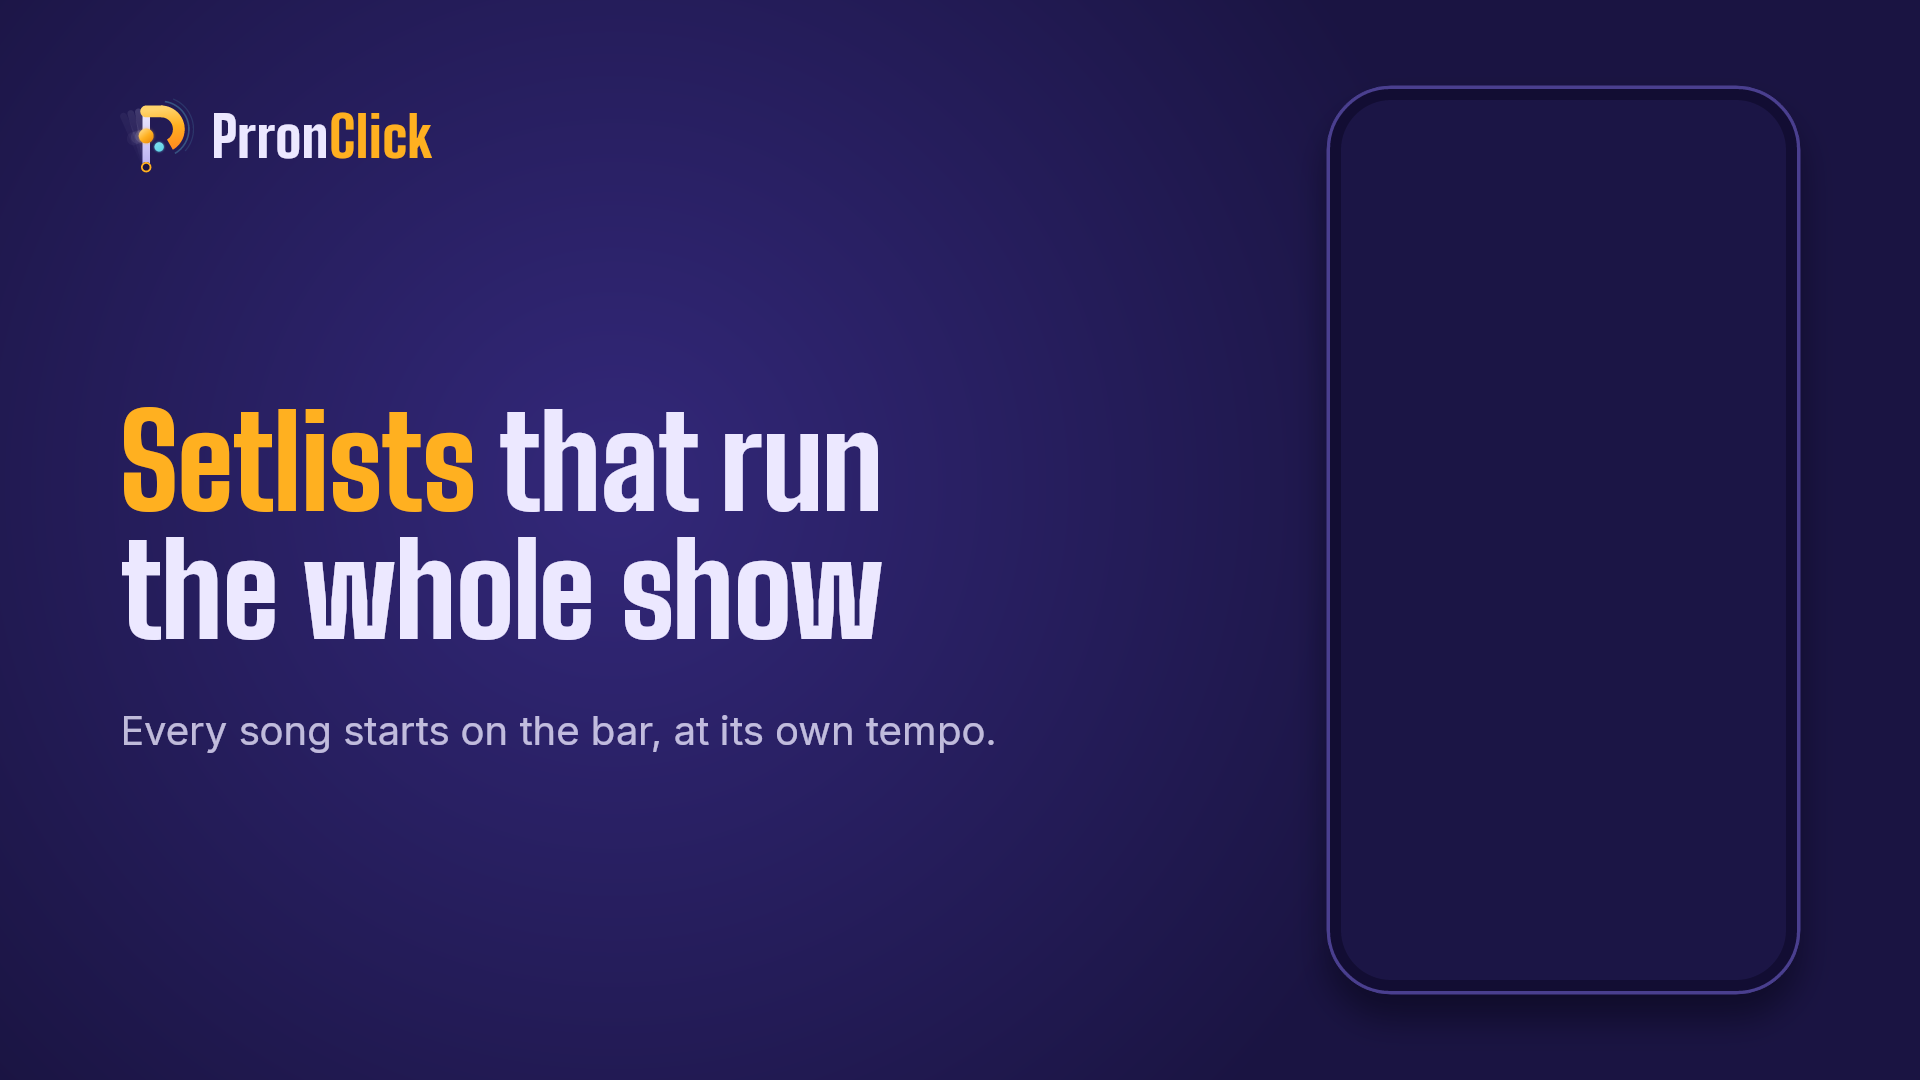 PrronClick
Setlists that run
the whole show
Every song starts on the bar, at its own tempo.